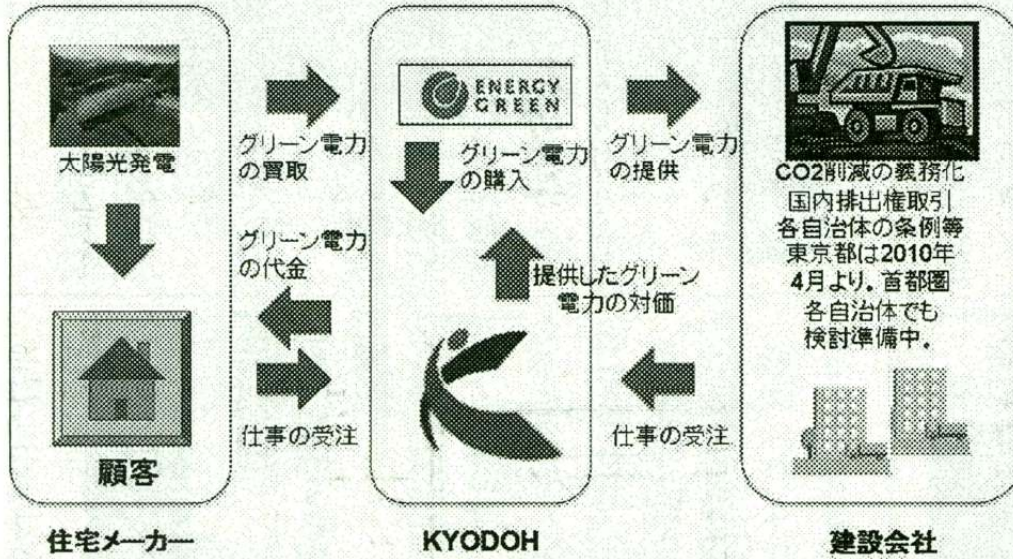 太陽光発電
顧客
住宅メーカー
グリーン電力
の買取
グリーン電力
の代金
仕事の受注
ENERGY
GREEN
グリーン電力
の購入
提供したグリーン
電力の対価
KYODOH
グリーン電力
の提供
仕事の受注
CO2削減の義務化
国内排出権取引
各自治体の条例等
東京都は2010年
4月より。首都圏
各自治体でも
検討準備中。
建設会社